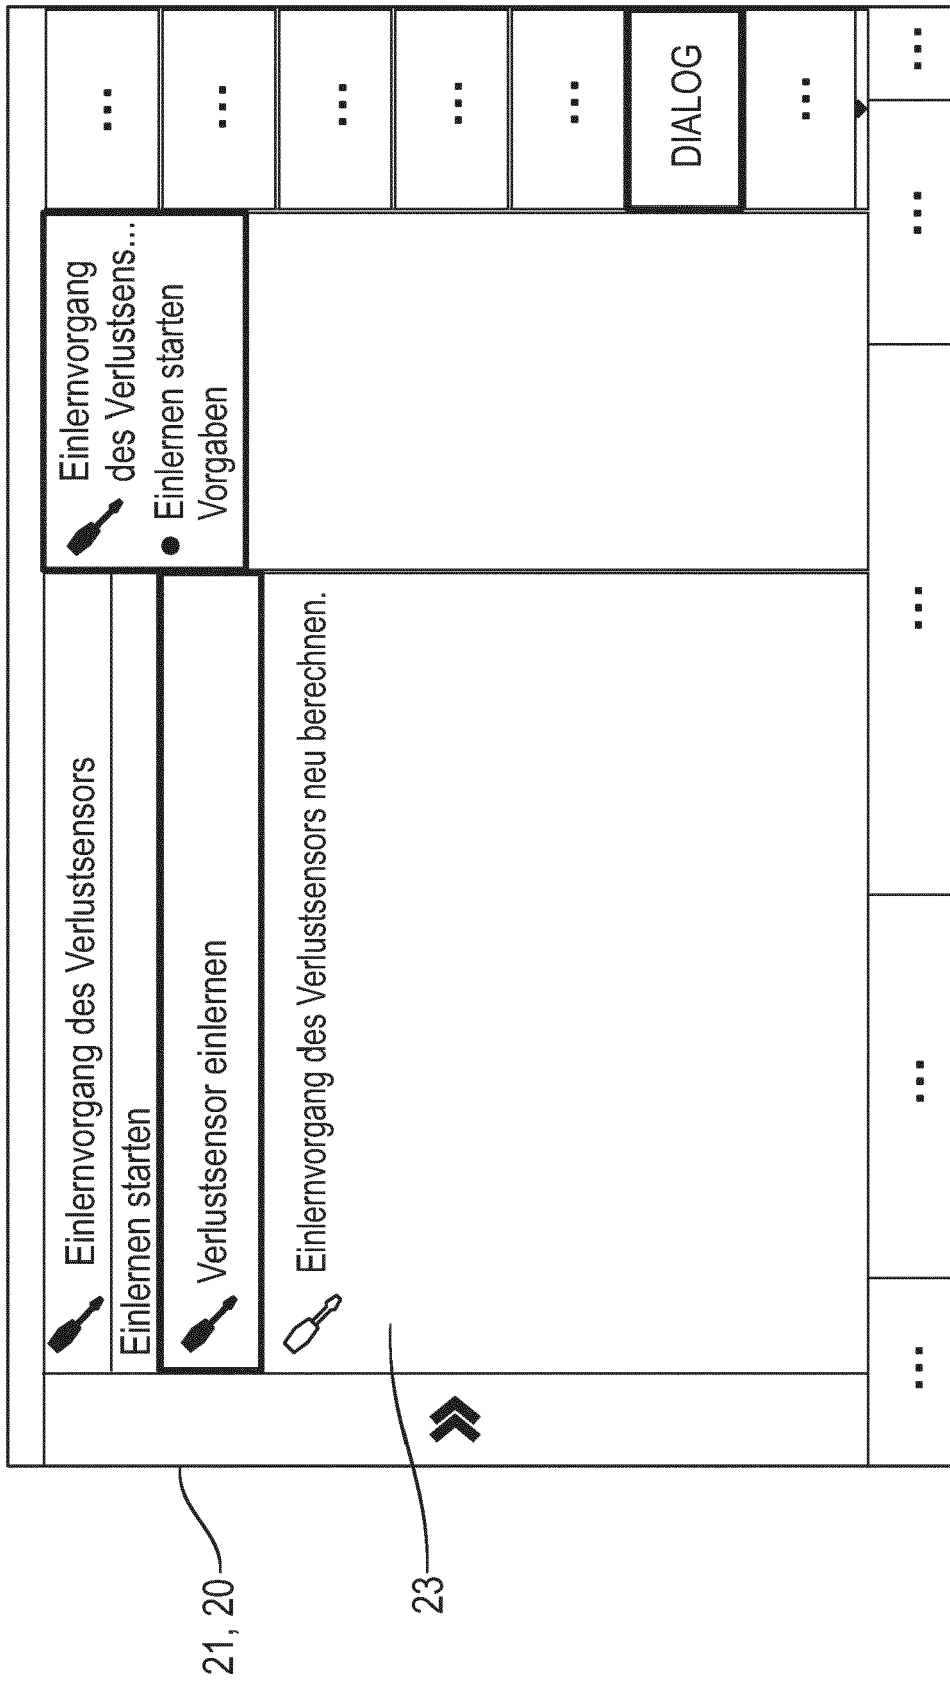 Einlernvorgang des Verlustsensors
Einlernen starten
Verlustsensor einlernen
Einlernvorgang des Verlustsensors neu berechnen.
Einlernvorgang
des Verlustsens...
Einlernen starten
Vorgaben
...
...
...
...
...
DIALOG
...
...
...
...
...
...
21, 20
23